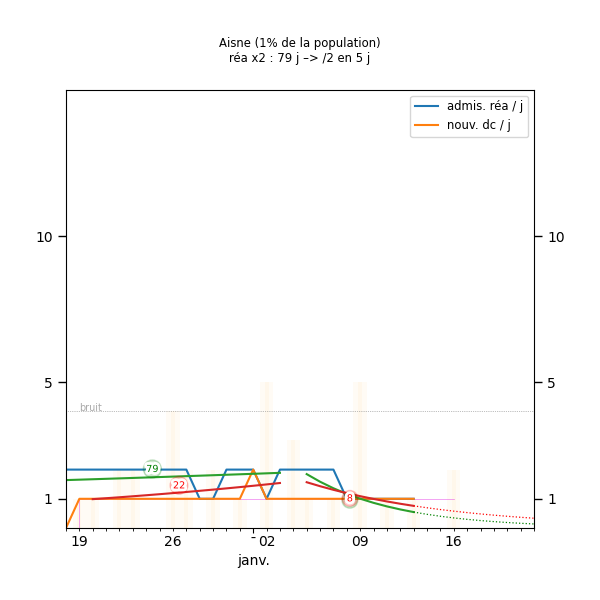 Aisne (1% de la population)
réa x2 : 79 j –> /2 en 5 j
admis. réa / j
nouv. dc / j
10
10
5
5
bruit
79
22
8
1
1
19
26
02
09
16
janv.